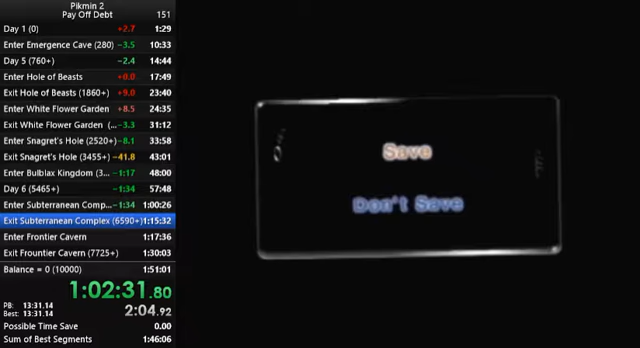 Pikmin 2
Pay Off Debt 151
Day 1 (0) +2.7 1:29
Enter Emergence Cave (280) -3.5 10:33
Day 5 (760+) -2.4 14:44
Enter Hole of Beasts +0.0 17:49
Exit Hole of Beasts (1860+) +9.0 23:40
Enter White Flower Garden +8.5 24:35
Exit White Flower Garden (... -3.3 31:12
Enter Snagret's Hole (2520+) -8.1 33:58
Exit Snagret's Hole (3455+) -41.8 43:01
Enter Bulblax Kingdom (3... -1:17 48:00
Day 6 (5465+) -1:34 57:48
Enter Subterranean Comp... -1:34 1:00:26
Exit Subterranean Complex (6590+) 1:15:32
Enter Frontier Cavern 1:17:36
Exit Frountier Cavern (7725+) 1:30:03
Balance = 0 (10000) 1:51:01
1:02:31.80
PB: 13:31.14
Best: 13:31.14 2:04.92
Possible Time Save 0.00
Sum of Best Segments 1:46:06
Save
Don't Save